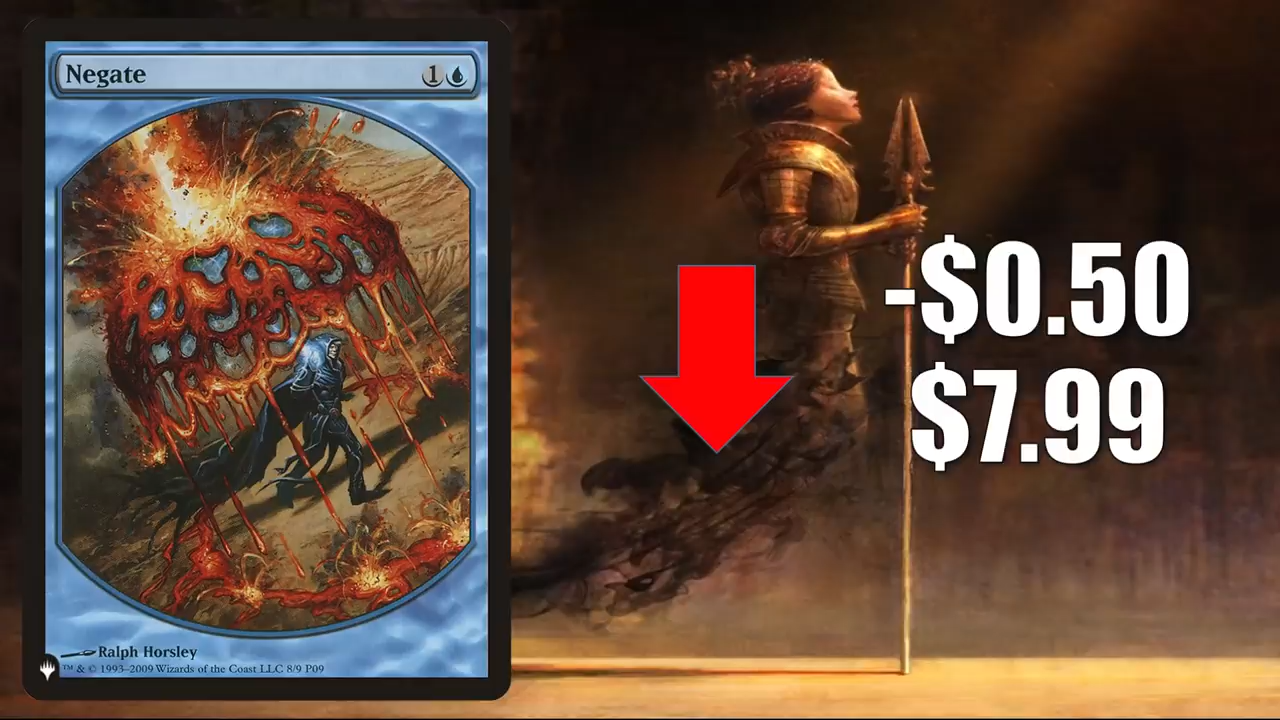 Negate
1
-$0.50
$7.99
Ralph Horsley
™ & © 1993–2009 Wizards of the Coast LLC 8/9 P09